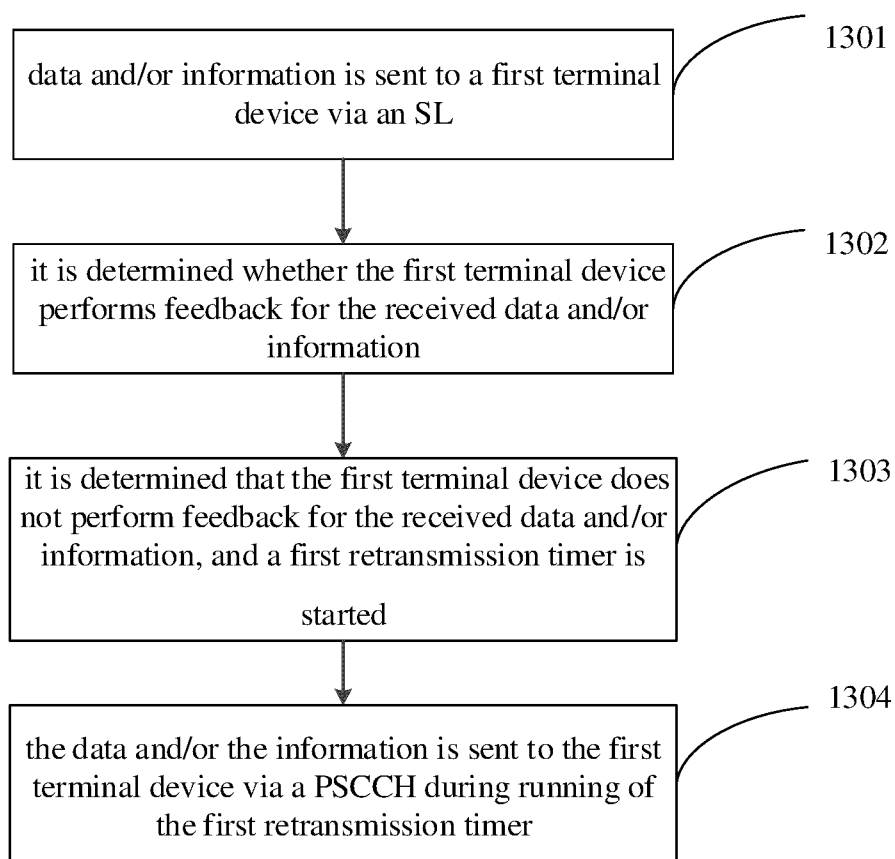 1301
data and/or information is sent to a first terminal
device via an SL
1302
it is determined whether the first terminal device
performs feedback for the received data and/or
information
1303
it is determined that the first terminal device does
not perform feedback for the received data and/or
information, and a first retransmission timer is
started
1304
the data and/or the information is sent to the first
terminal device via a PSCCH during running of
the first retransmission timer